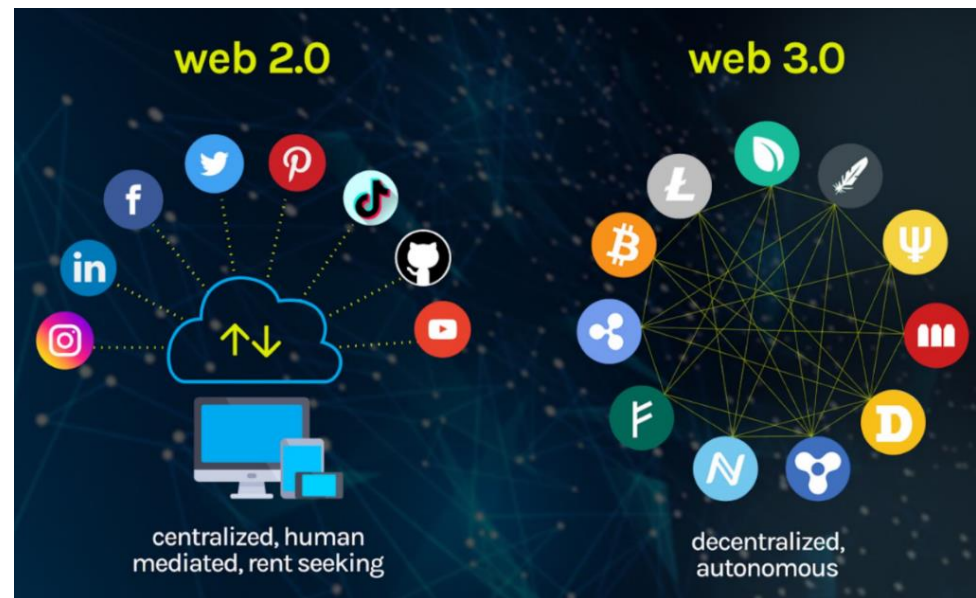 web 2.0
centralized, human
mediated, rent seeking
web 3.0
decentralized,
autonomous